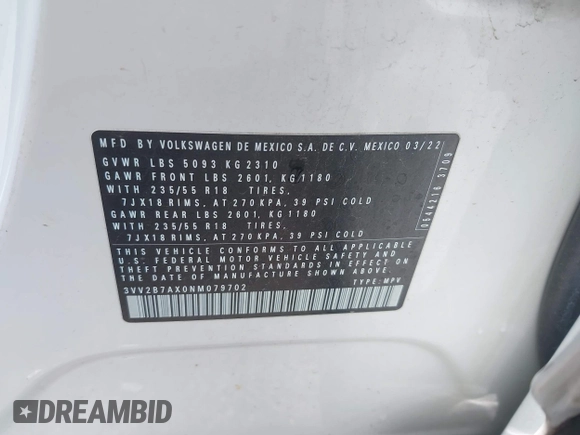 MFD BY VOLKSWAGEN DE MEXICO S.A. DE C.V. MEXICO 03/22
GVWR LBS 5093 KG 2310
GAWR FRONT LBS 2601, KG 1180
WITH 235/55 R18 TIRES,
7JX18 RIMS, AT 270 KPA, 39 PSI COLD
GAWR REAR LBS 2601, KG 1180
WITH 235/55 R18 TIRES,
7JX18 RIMS, AT 270 KPA, 39 PSI COLD
THIS VEHICLE CONFORMS TO ALL APPLICABLE
U.S. FEDERAL MOTOR VEHICLE SAFETY AND
THEFT PREVENTION STANDARDS IN EFFECT ON
THE DATE OF MANUFACTURE SHOWN ABOVE.
3VV2B7AX0NM079702 TYPE: MPV
0544216 3709
DREAMBID